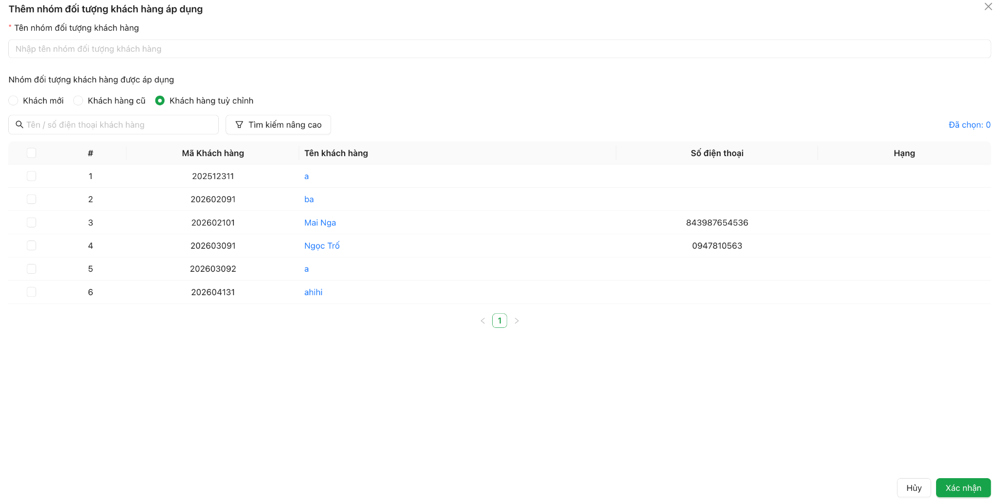 Thêm nhóm đối tượng khách hàng áp dụng
* Tên nhóm đối tượng khách hàng
Nhập tên nhóm đối tượng khách hàng
Nhóm đối tượng khách hàng được áp dụng
Khách mới Khách hàng cũ Khách hàng tuỳ chỉnh
Tên / số điện thoại khách hàng Tìm kiếm nâng cao Đã chọn: 0
# Mã Khách hàng Tên khách hàng Số điện thoại Hạng
1 202512311 a
2 202602091 ba
3 202602101 Mai Nga 843987654536
4 202603091 Ngọc Trố 0947810563
5 202603092 a
6 202604131 ahihi
< 1 >
Hủy Xác nhận